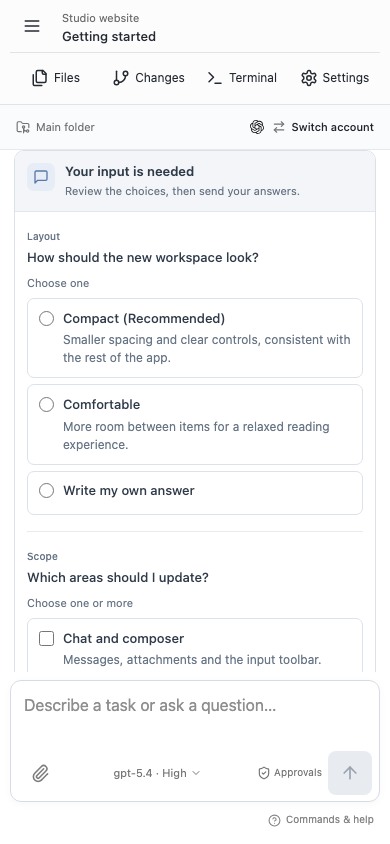 Studio website
Getting started
Files
Changes
Terminal
Settings
Main folder
Switch account
Your input is needed
Review the choices, then send your answers.
Layout
How should the new workspace look?
Choose one
Compact (Recommended)
Smaller spacing and clear controls, consistent with
the rest of the app.
Comfortable
More room between items for a relaxed reading
experience.
Write my own answer
Scope
Which areas should I update?
Choose one or more
Chat and composer
Messages, attachments and the input toolbar.
Describe a task or ask a question...
gpt-5.4 · High
Approvals
Commands & help